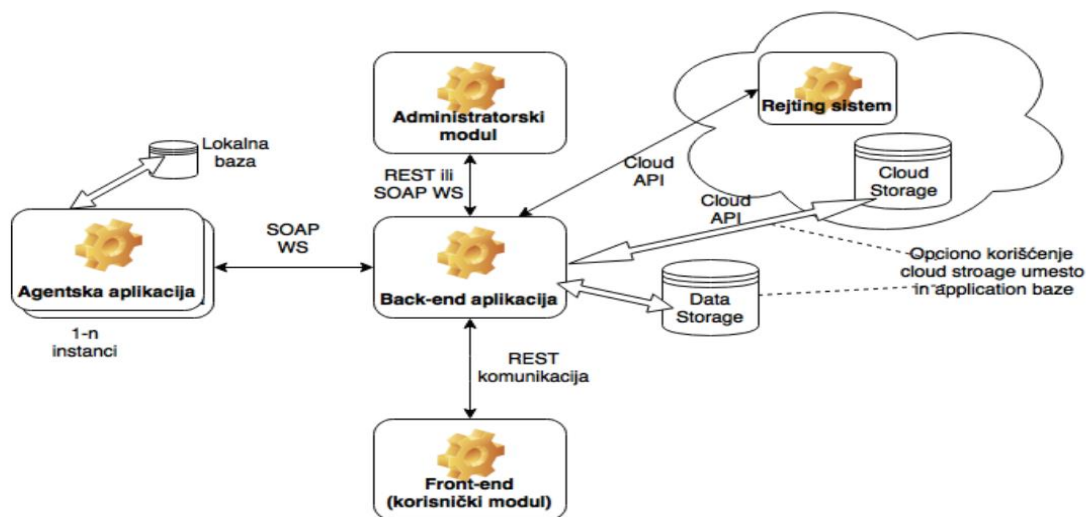 Administratorski
modul
Rejting sistem
Lokalna
baza
REST ili
SOAP WS
Cloud
API
Cloud
Storage
Cloud
API
SOAP
WS
Agentska aplikacija
Back-end aplikacija
Data
Storage
Opciono korišćenje
cloud stroage umesto
in application baze
1-n
instanci
REST
komunikacija
Front-end
(korisnički modul)